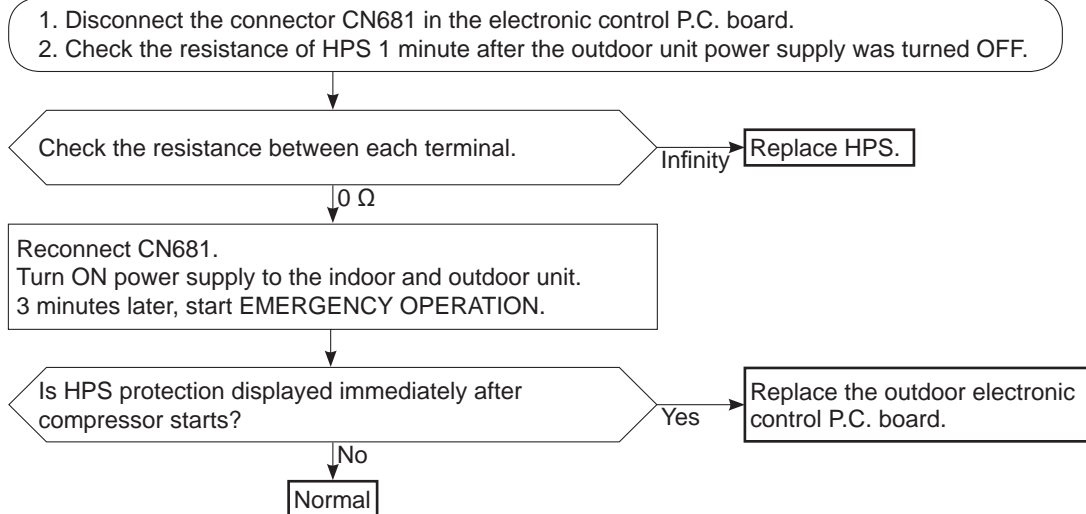 1. Disconnect the connector CN681 in the electronic control P.C. board.
2. Check the resistance of HPS 1 minute after the outdoor unit power supply was turned OFF.
Check the resistance between each terminal.
Infinity
Replace HPS.
0 Ω
Reconnect CN681.
Turn ON power supply to the indoor and outdoor unit.
3 minutes later, start EMERGENCY OPERATION.
Is HPS protection displayed immediately after
compressor starts?
Yes
Replace the outdoor electronic
control P.C. board.
No
Normal